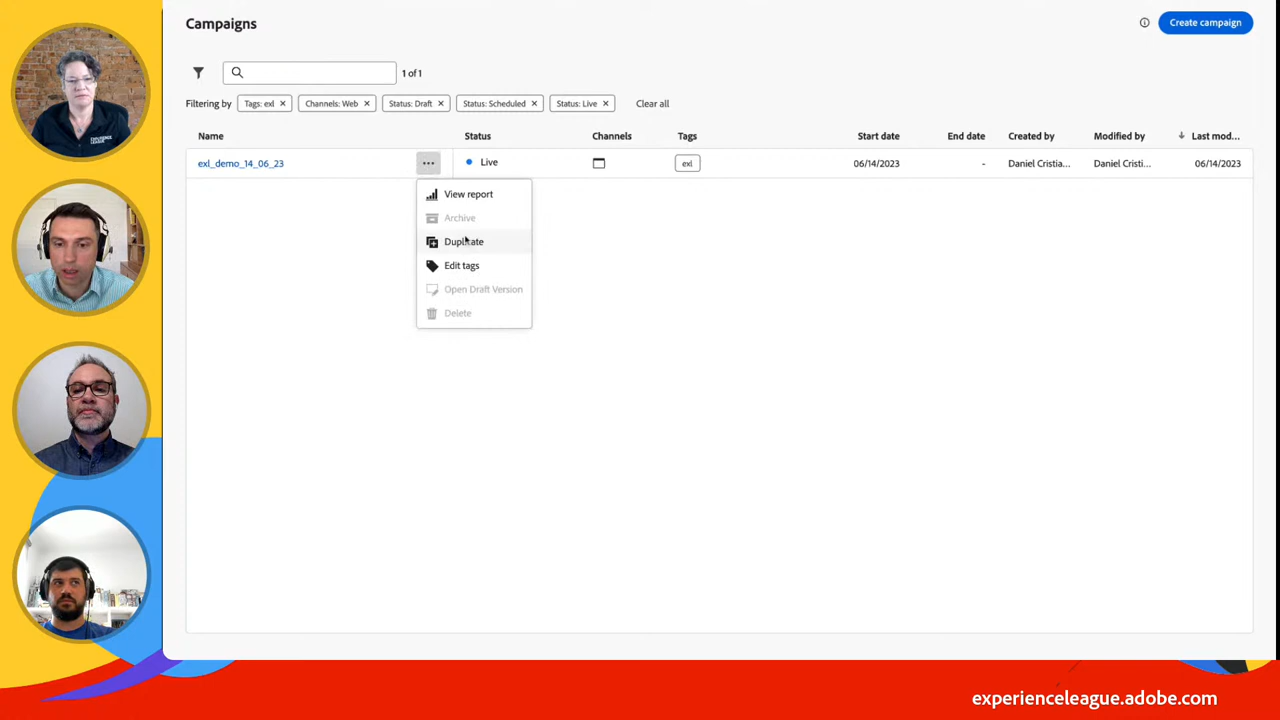 Campaigns
Create campaign
1 of 1
Filtering by Tags: exl Channels: Web Status: Draft Status: Scheduled Status: Live Clear all
Name Status Channels Tags Start date End date Created by Modified by Last mod...
exl_demo_14_06_23 Live exl 06/14/2023 - Daniel Cristia... Daniel Cristi... 06/14/2023
View report
Archive
Duplicate
Edit tags
Open Draft Version
Delete
experienceleague.adobe.com